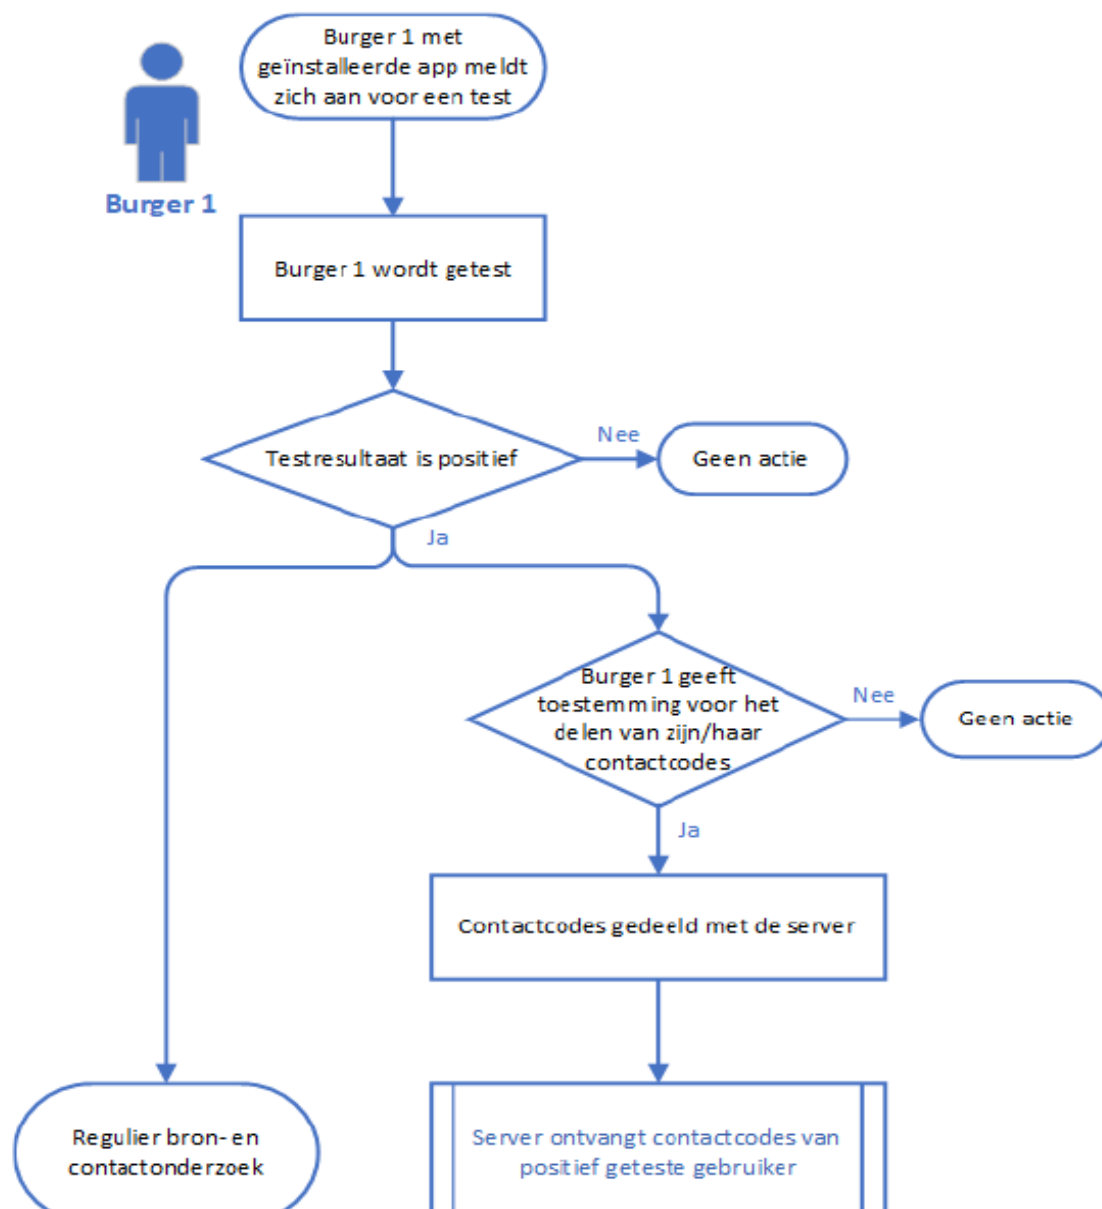 Burger 1 met
geïnstalleerde app meldt
zich aan voor een test
Burger 1
Burger 1 wordt getest
Testresultaat is positief
Nee
Geen actie
Ja
Burger 1 geeft
toestemming voor het
delen van zijn/haar
contactcodes
Nee
Geen actie
Ja
Contactcodes gedeeld met de server
Regulier bron- en
contactonderzoek
Server ontvangt contactcodes van
positief geteste gebruiker